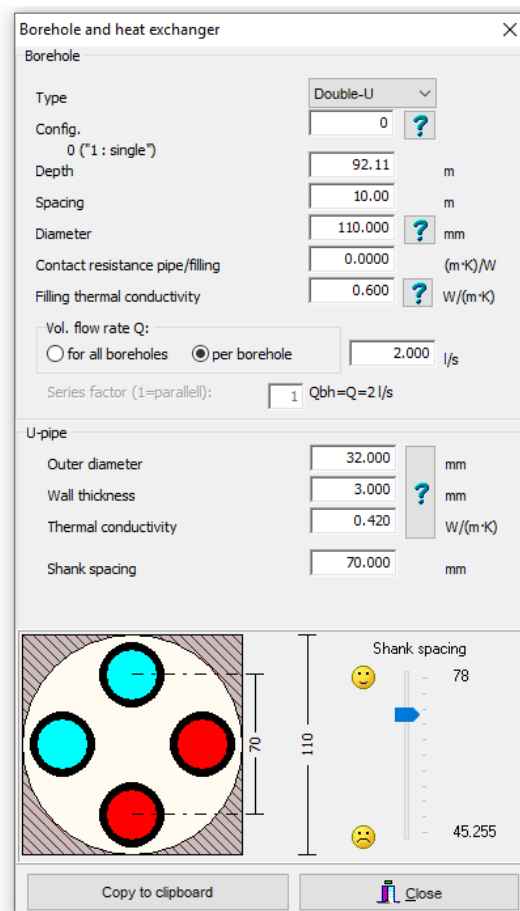 Borehole and heat exchanger
Borehole
Type Double-U
Config. 0 ?
0 ("1 : single")
Depth 92.11 m
Spacing 10.00 m
Diameter 110.000 ? mm
Contact resistance pipe/filling 0.0000 (m·K)/W
Filling thermal conductivity 0.600 ? W/(m·K)
Vol. flow rate Q:
for all boreholes per borehole 2.000 l/s
Series factor (1=parallell): 1 Qbh=Q=2 l/s
U-pipe
Outer diameter 32.000 mm
Wall thickness 3.000 ? mm
Thermal conductivity 0.420 W/(m·K)
Shank spacing 70.000 mm
Shank spacing
78
70
110
45.255
Copy to clipboard Close